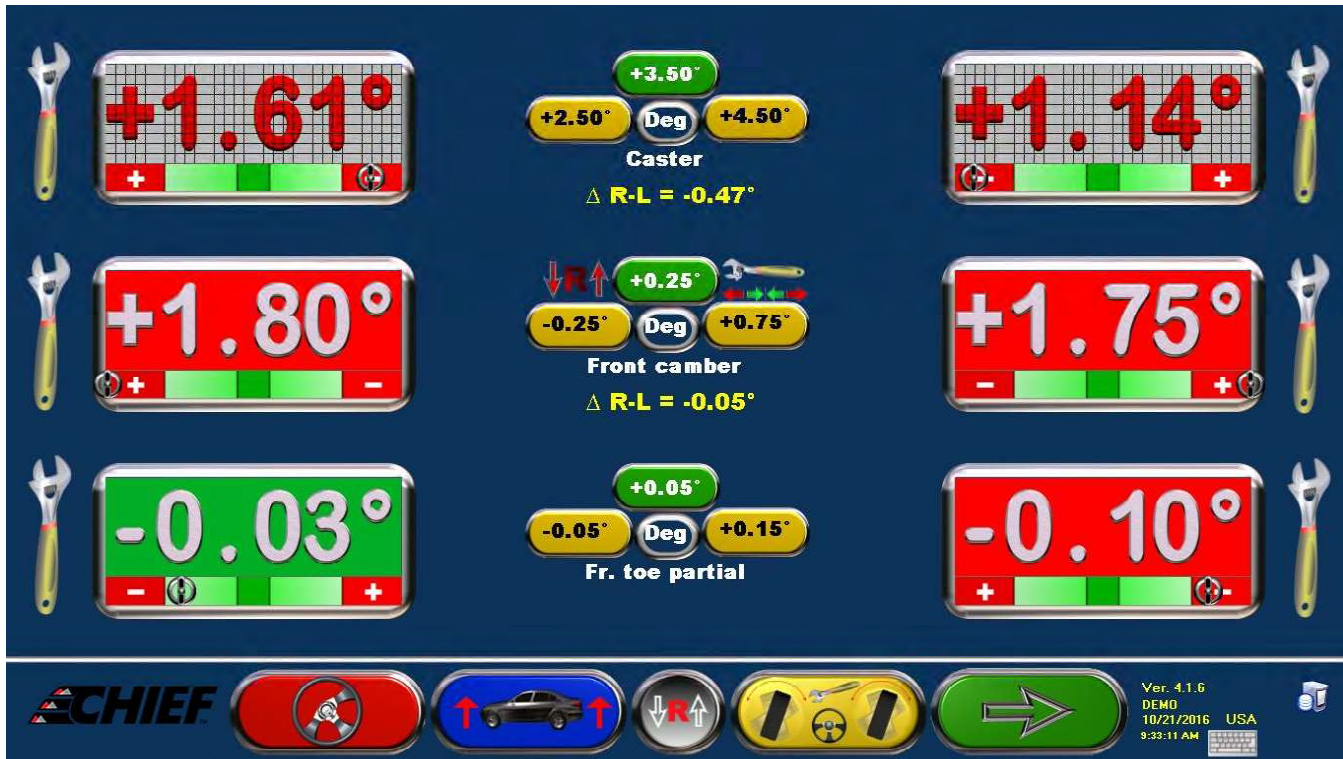 +3.50°
+1.61° +2.50° Deg +4.50° +1.14°
Caster
+ - - +
Δ R-L = -0.47°
R +0.25°
+1.80° -0.25° Deg +0.75° +1.75°
Front camber
+ - - +
Δ R-L = -0.05°
+0.05°
-0.03° -0.05° Deg +0.15° -0.10°
Fr. toe partial
- + + -
CHIEF™
R
Ver. 4.1.6
DEMO
10/21/2016 USA
9:33:11 AM